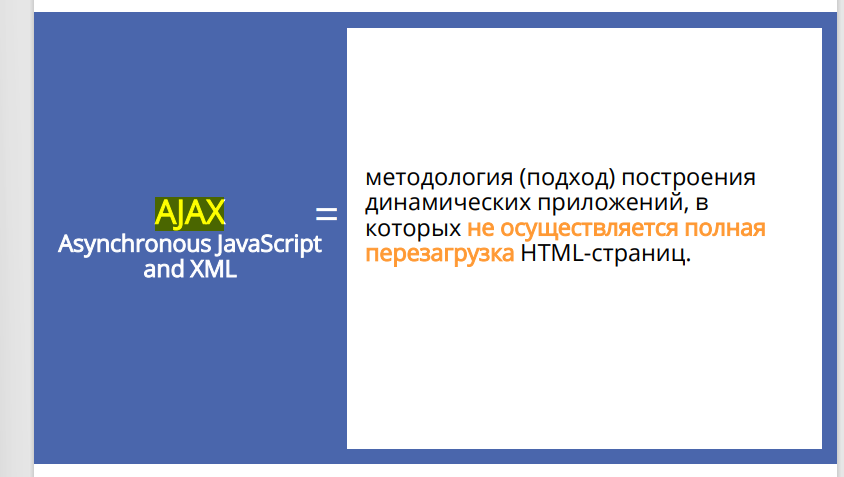 AJAX
Asynchronous JavaScript
and XML
=
методология (подход) построения
динамических приложений, в
которых не осуществляется полная
перезагрузка HTML-страниц.